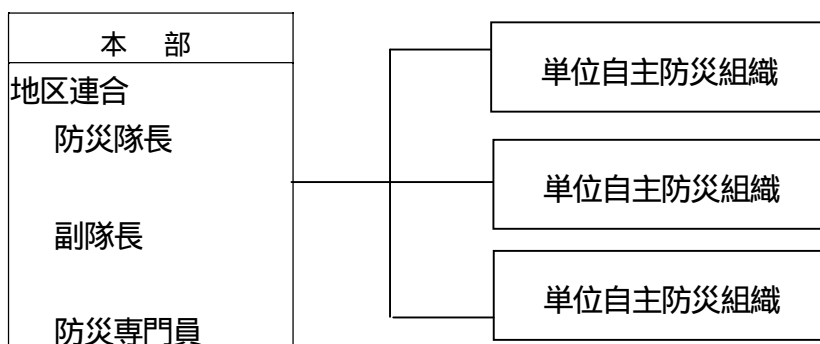 本 部
地区連合
防災隊長
副隊長
防災専門員
単位自主防災組織
単位自主防災組織
単位自主防災組織